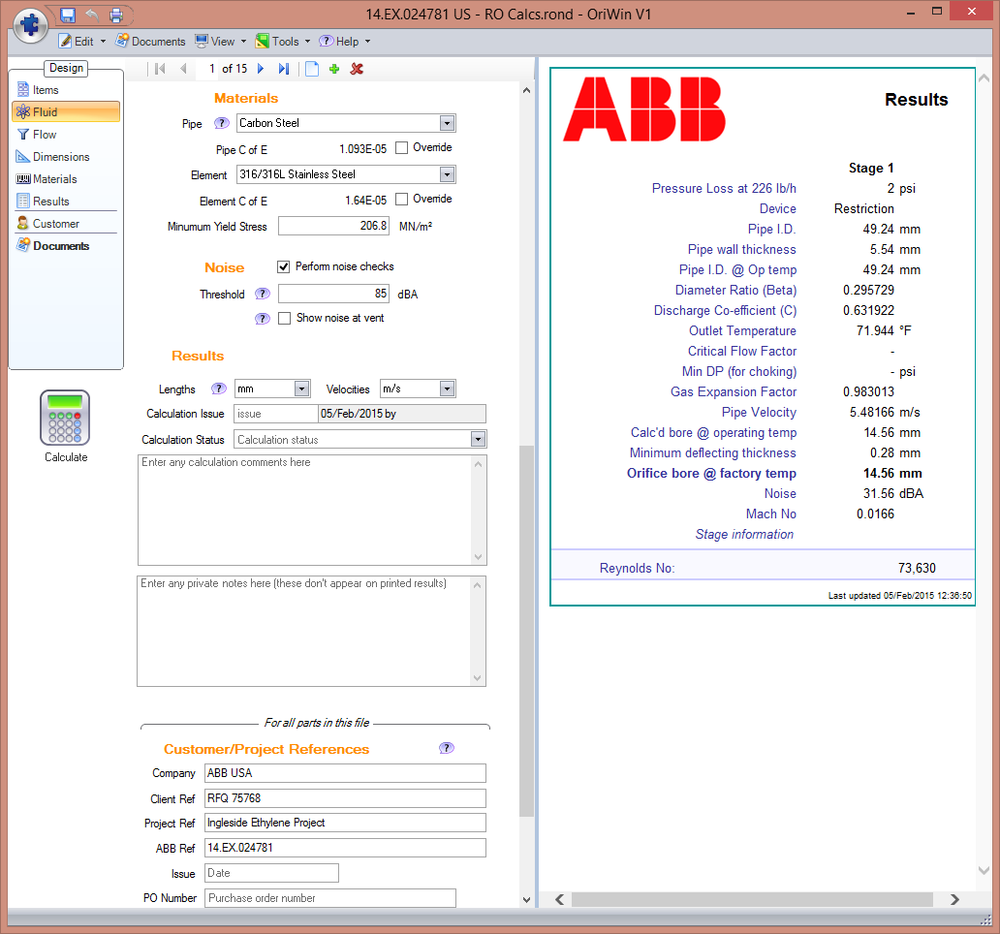 14.EX.024781 US - RO Calcs.rond - OriWin V1
Edit Documents View Tools Help
Design
Items
Fluid
Flow
Dimensions
Materials
Results
Customer
Documents
Calculate
1 of 15
Materials
Pipe ? Carbon Steel
Pipe C of E 1.093E-05 Override
Element 316/316L Stainless Steel
Element C of E 1.64E-05 Override
Minumum Yield Stress 206.8 MN/m²
Noise Perform noise checks
Threshold ? 85 dBA
? Show noise at vent
Results
Lengths ? mm Velocities m/s
Calculation Issue issue 05/Feb/2015 by
Calculation Status Calculation status
Enter any calculation comments here
Enter any private notes here (these don't appear on printed results)
For all parts in this file
Customer/Project References ?
Company ABB USA
Client Ref RFQ 75768
Project Ref Ingleside Ethylene Project
ABB Ref 14.EX.024781
Issue Date
PO Number Purchase order number
ABB Results
Stage 1
Pressure Loss at 226 lb/h 2 psi
Device Restriction
Pipe I.D. 49.24 mm
Pipe wall thickness 5.54 mm
Pipe I.D. @ Op temp 49.24 mm
Diameter Ratio (Beta) 0.295729
Discharge Co-efficient (C) 0.631922
Outlet Temperature 71.944 °F
Critical Flow Factor -
Min DP (for choking) - psi
Gas Expansion Factor 0.983013
Pipe Velocity 5.48166 m/s
Calc'd bore @ operating temp 14.56 mm
Minimum deflecting thickness 0.28 mm
Orifice bore @ factory temp 14.56 mm
Noise 31.56 dBA
Mach No 0.0166
Stage information
Reynolds No: 73,630
Last updated 05/Feb/2015 12:36:50